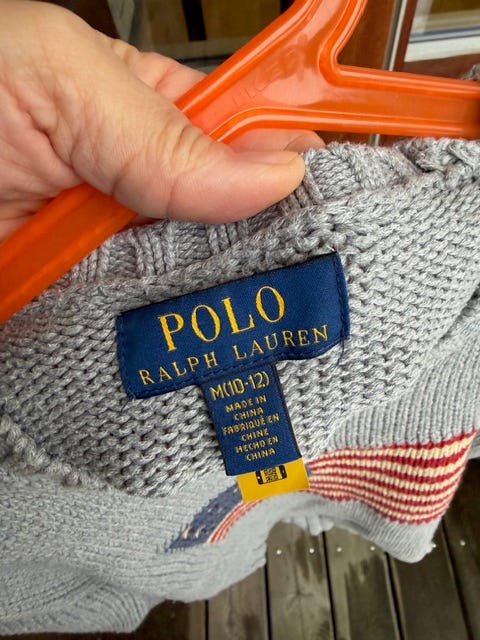 POLO
RALPH LAUREN
M(10-12)
MADE IN
CHINA
FABRIQUÉ EN
CHINE
HECHO EN
CHINA